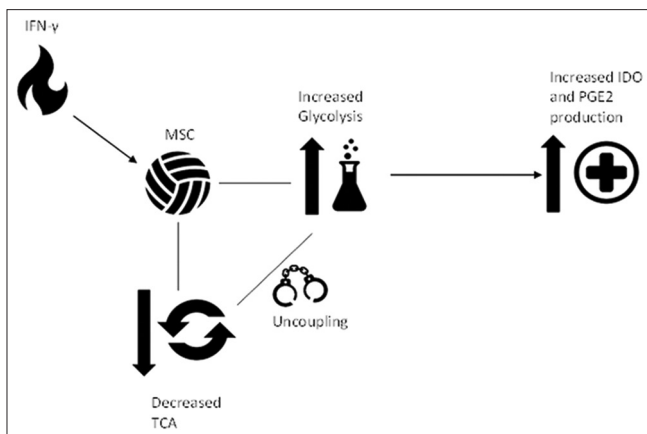 IFN-γ
MSC
Increased
Glycolysis
Increased IDO
and PGE2
production
Uncoupling
Decreased
TCA